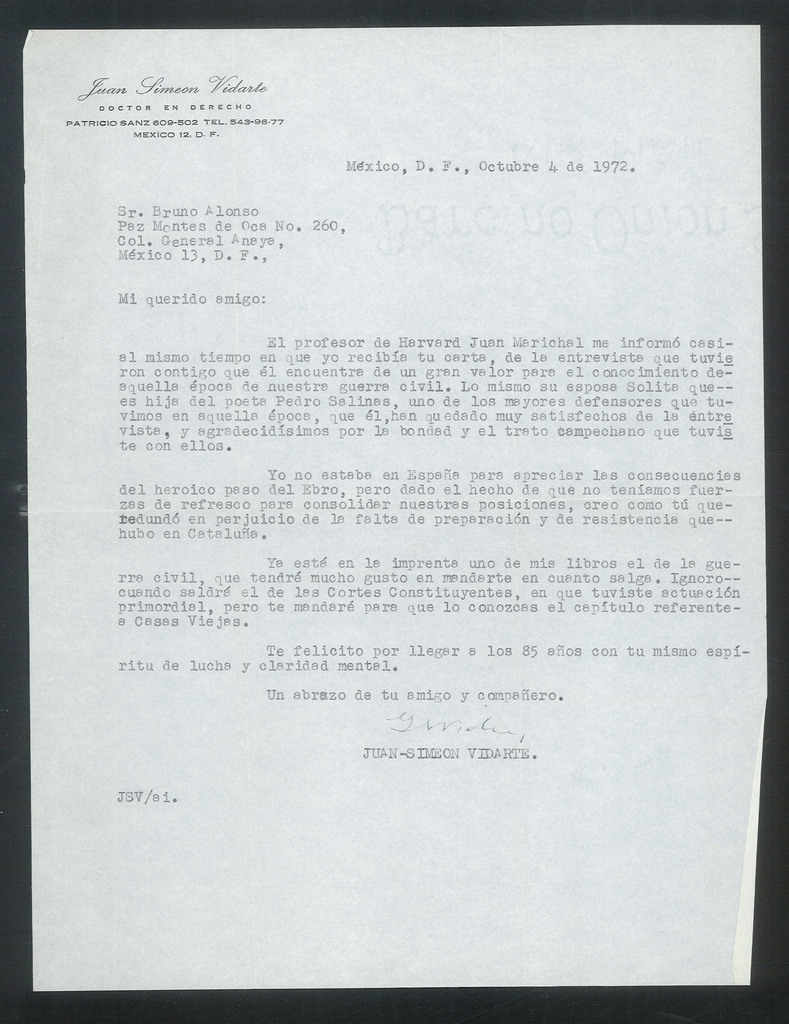 Juan Simeon Vidarte
DOCTOR EN DERECHO
PATRICIO SANZ 609-502 TEL. 543-96-77
MEXICO 12, D. F.
México, D. F., Octubre 4 de 1972.
Sr. Bruno Alonso
Paz Montes de Oca No. 260,
Col. General Anaya,
México 13, D. F.,
Mi querido amigo:
El profesor de Harvard Juan Marichal me informó casi-
al mismo tiempo en que yo recibía tu carta, de la entrevista que tuvie
ron contigo que él encuentra de un gran valor para el conocimiento de-
aquella época de nuestra guerra civil. Lo mismo su esposa Solita que--
es hija del poeta Pedro Salinas, uno de los mayores defensores que tu-
vimos en aquella época, que él,han quedado muy satisfechos de la entre
vista, y agradecidísimos por la bondad y el trato campechano que tuvis
te con ellos.
Yo no estaba en España para apreciar las consecuencias
del heroico paso del Ebro, pero dado el hecho de que no teníamos fuer-
zas de refresco para consolidar nuestras posiciones, creo como tú que-
redundó en perjuicio de la falta de preparación y de resistencia que--
hubo en Cataluña.
Ya está en la imprenta uno de mis libros el de la gue-
rra civil, que tendré mucho gusto en mandarte en cuanto salga. Ignoro--
cuando saldrá el de las Cortes Constituyentes, en que tuviste actuación
primordial, pero te mandaré para que lo conozcas el capítulo referente-
a Casas Viejas.
Te felicito por llegar a los 85 años con tu mismo espí-
ritu de lucha y claridad mental.
Un abrazo de tu amigo y compañero.
JUAN-SIMEON VIDARTE.
JSV/ai.